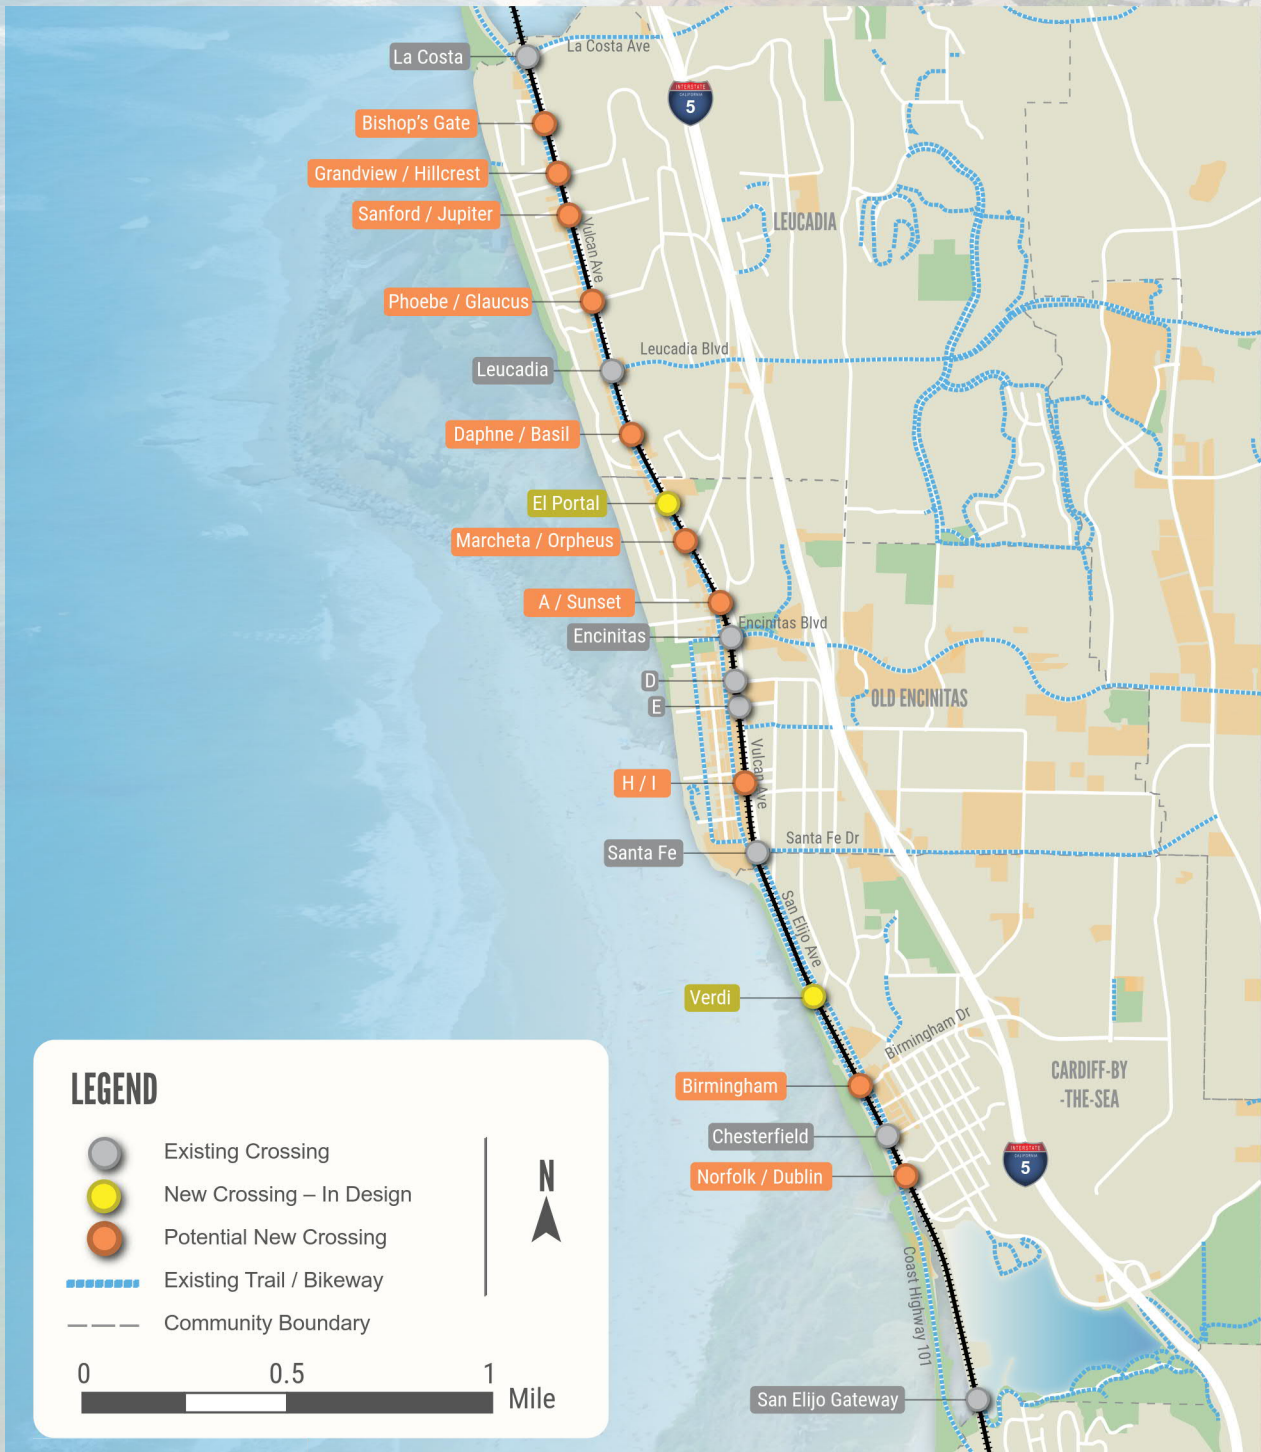 La Costa
La Costa Ave
INTERSTATE
CALIFORNIA
5
Bishop's Gate
Grandview / Hillcrest
Sanford / Jupiter
LEUCADIA
Vulcan Ave
Phoebe / Glaucus
Leucadia Blvd
Leucadia
Daphne / Basil
El Portal
Marcheta / Orpheus
A / Sunset
Encinitas Blvd
Encinitas
D
E
OLD ENCINITAS
Vulcan Ave
H / I
Santa Fe Dr
Santa Fe
San Elijo Ave
Verdi
Birmingham Dr
CARDIFF-BY
-THE-SEA
Birmingham
Chesterfield
INTERSTATE
CALIFORNIA
5
Norfolk / Dublin
Coast Highway 101
San Elijo Gateway
LEGEND
Existing Crossing
New Crossing – In Design
Potential New Crossing
Existing Trail / Bikeway
Community Boundary
N
0 0.5 1
Mile